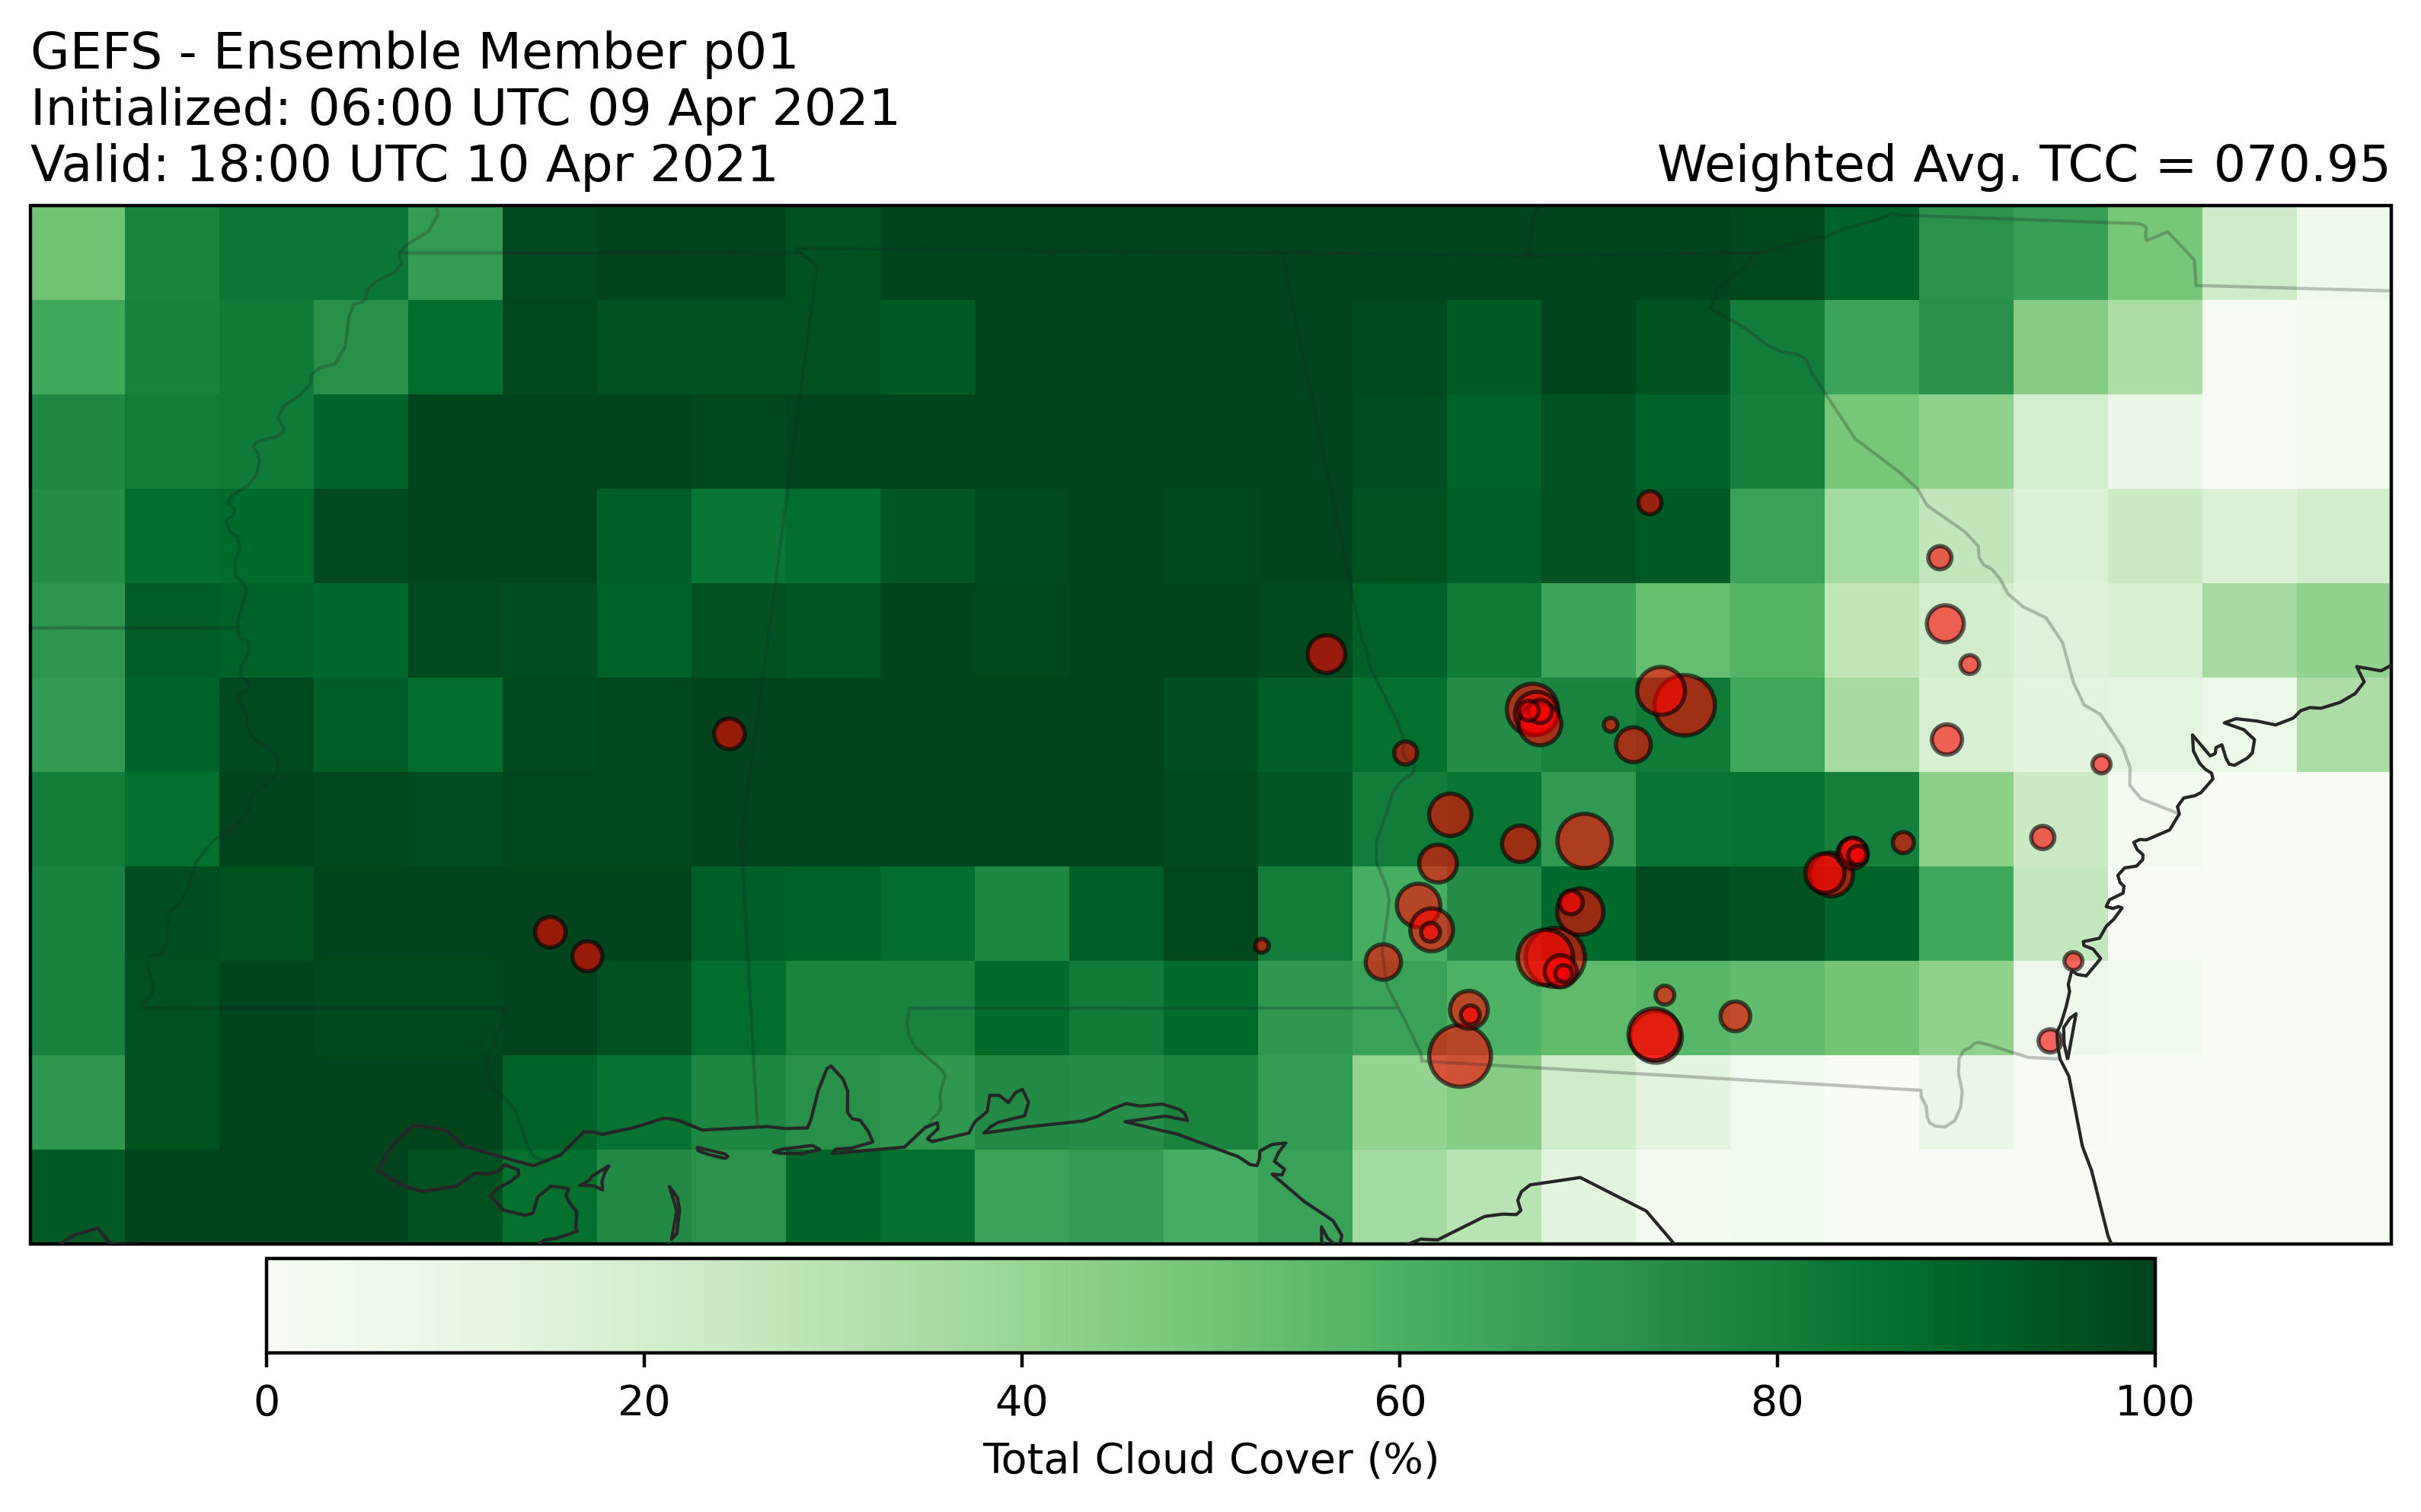 GEFS - Ensemble Member p01
Initialized: 06:00 UTC 09 Apr 2021
Valid: 18:00 UTC 10 Apr 2021
Weighted Avg. TCC = 070.95
0 20 40 60 80 100
Total Cloud Cover (%)